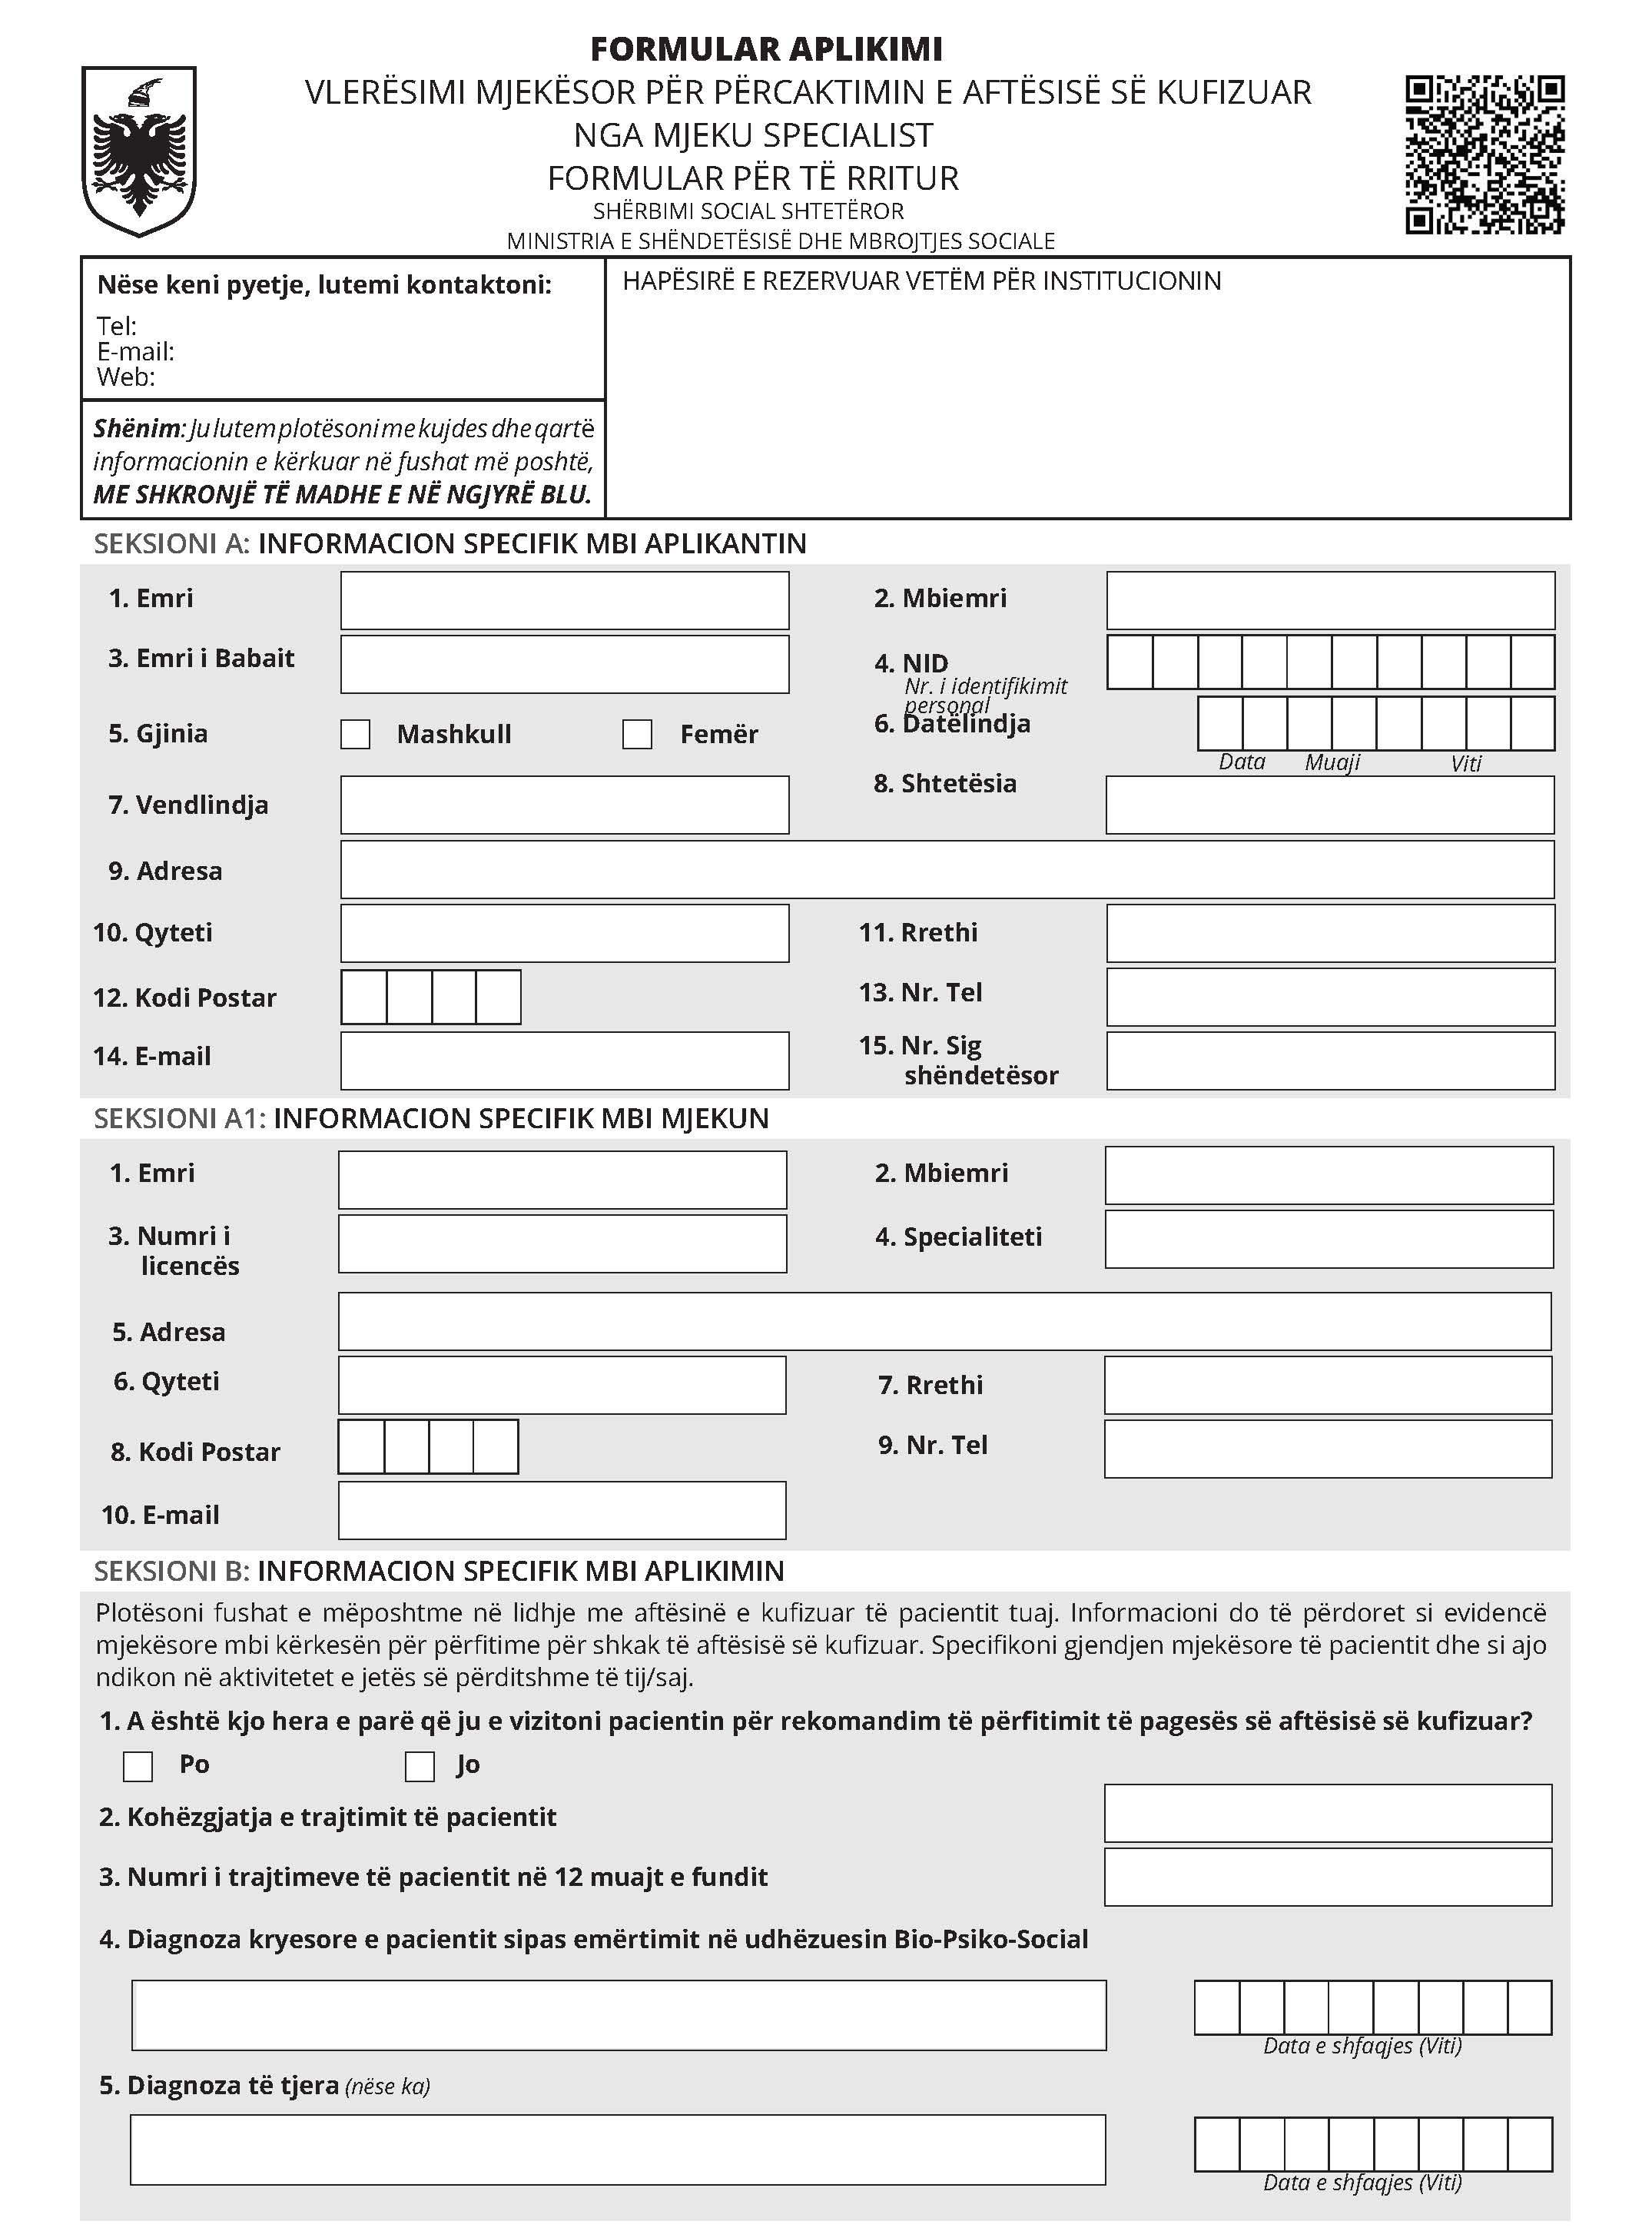 FORMULAR APLIKIMI
VLERËSIMI MJEKËSOR PËR PËRCAKTIMIN E AFTËSISË SË KUFIZUAR
NGA MJEKU SPECIALIST
FORMULAR PËR TË RRITUR
SHËRBIMI SOCIAL SHTETËROR
MINISTRIA E SHËNDETËSISË DHE MBROJTJES SOCIALE
Nëse keni pyetje, lutemi kontaktoni:
Tel:
E-mail:
Web:
HAPËSIRË E REZERVUAR VETËM PËR INSTITUCIONIN
Shënim: Ju lutem plotësoni me kujdes dhe qartë
informacionin e kërkuar në fushat më poshtë,
ME SHKRONJË TË MADHE E NË NGJYRË BLU.
SEKSIONI A: INFORMACION SPECIFIK MBI APLIKANTIN
1. Emri
2. Mbiemri
3. Emri i Babait
4. NID
Nr. i identifikimit
personal
5. Gjinia Mashkull Femër
6. Datëlindja
Data Muaji Viti
7. Vendlindja
8. Shtetësia
9. Adresa
10. Qyteti
11. Rrethi
12. Kodi Postar
13. Nr. Tel
14. E-mail
15. Nr. Sig
shëndetësor
SEKSIONI A1: INFORMACION SPECIFIK MBI MJEKUN
1. Emri
2. Mbiemri
3. Numri i
licencës
4. Specialiteti
5. Adresa
6. Qyteti
7. Rrethi
8. Kodi Postar
9. Nr. Tel
10. E-mail
SEKSIONI B: INFORMACION SPECIFIK MBI APLIKIMIN
Plotësoni fushat e mëposhtme në lidhje me aftësinë e kufizuar të pacientit tuaj. Informacioni do të përdoret si evidencë
mjekësore mbi kërkesën për përfitime për shkak të aftësisë së kufizuar. Specifikoni gjendjen mjekësore të pacientit dhe si ajo
ndikon në aktivitetet e jetës së përditshme të tij/saj.
1. A është kjo hera e parë që ju e vizitoni pacientin për rekomandim të përfitimit të pagesës së aftësisë së kufizuar?
Po Jo
2. Kohëzgjatja e trajtimit të pacientit
3. Numri i trajtimeve të pacientit në 12 muajt e fundit
4. Diagnoza kryesore e pacientit sipas emërtimit në udhëzuesin Bio-Psiko-Social
Data e shfaqjes (Viti)
5. Diagnoza të tjera (nëse ka)
Data e shfaqjes (Viti)